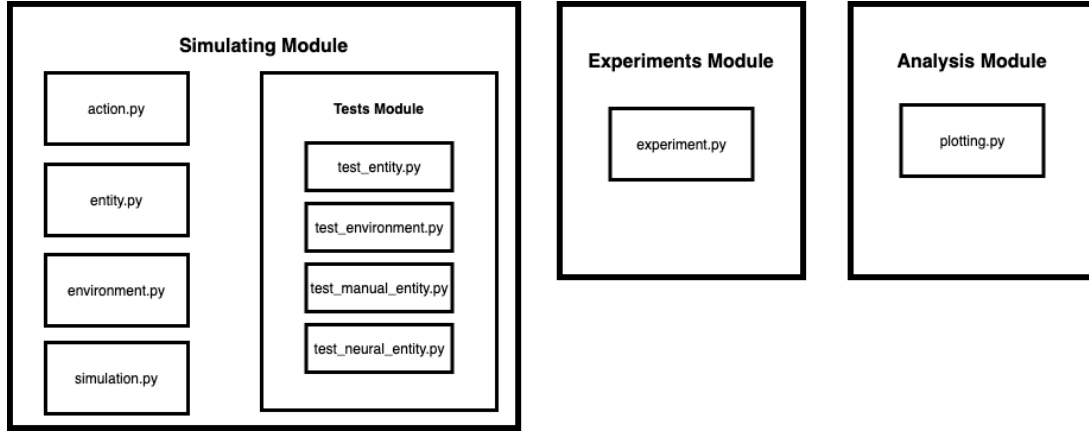 Simulating Module
action.py
entity.py
environment.py
simulation.py
Tests Module
test_entity.py
test_environment.py
test_manual_entity.py
test_neural_entity.py
Experiments Module
experiment.py
Analysis Module
plotting.py